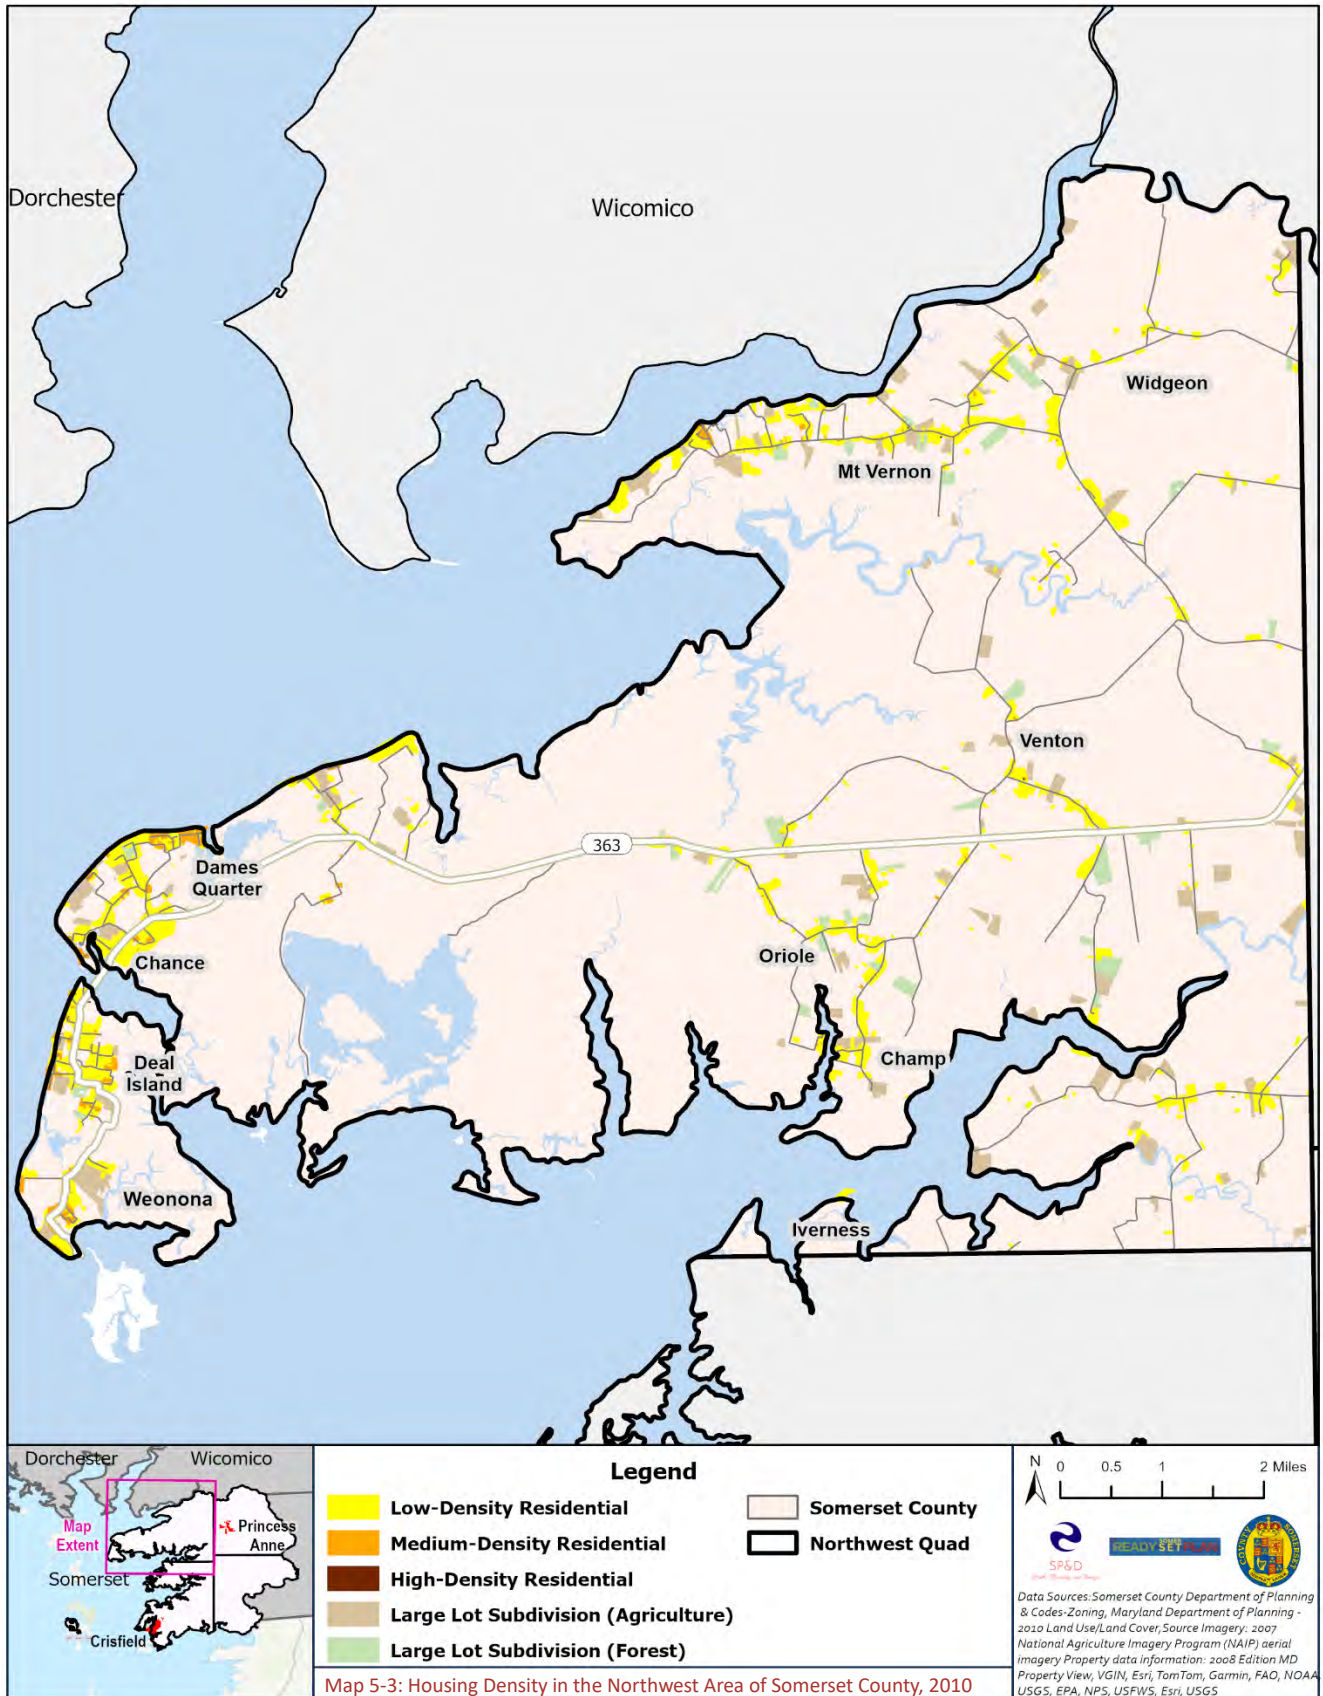 Dorchester
Wicomico
Widgeon
Mt Vernon
Venton
363
Dames
Quarter
Oriole
Chance
Champ
Deal
Island
Weonona
Iverness
Dorchester
Wicomico
Map
Extent
Princess
Anne
Somerset
Crisfield
Legend
Low-Density Residential
Medium-Density Residential
High-Density Residential
Large Lot Subdivision (Agriculture)
Large Lot Subdivision (Forest)
Somerset County
Northwest Quad
Map 5-3: Housing Density in the Northwest Area of Somerset County, 2010
N
0 0.5 1 2 Miles
SP&D
READY SET PLAN
COUNTY SOMERSET
Data Sources: Somerset County Department of Planning
& Codes-Zoning, Maryland Department of Planning -
2010 Land Use/Land Cover, Source Imagery: 2007
National Agriculture Imagery Program (NAIP) aerial
imagery Property data information: 2008 Edition MD
Property View, VGIN, Esri, TomTom, Garmin, FAO, NOAA,
USGS, EPA, NPS, USFWS, Esri, USGS